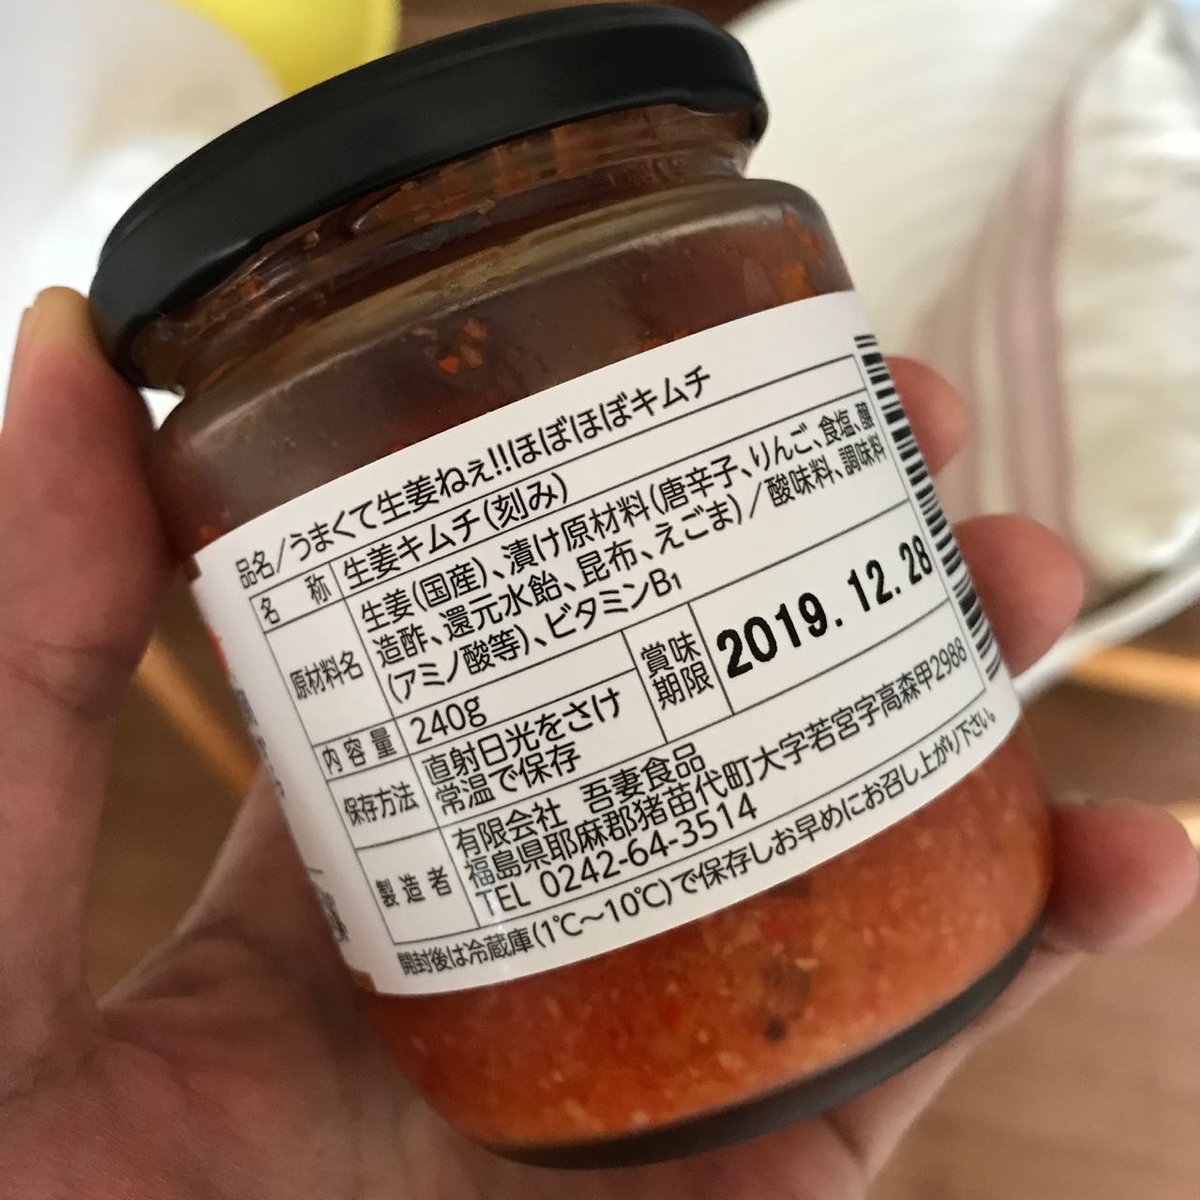 品名／うまくて生姜ねぇ!!ほぼほぼキムチ
名　称 生姜キムチ(刻み)
原材料名 生姜(国産)、漬け原材料(唐辛子、りんご、食塩、醸
造酢、還元水飴、昆布、えごま)／酸味料、調味料
(アミノ酸等)、ビタミンB₁
内容量 240g
賞味期限 2019. 12. 28
保存方法 直射日光をさけ
常温で保存
製造者 有限会社　吾妻食品
福島県耶麻郡猪苗代町大字若宮字高森甲2988
TEL 0242-64-3514
開封後は冷蔵庫(1℃～10℃)で保存しお早めにお召し上がり下さい。